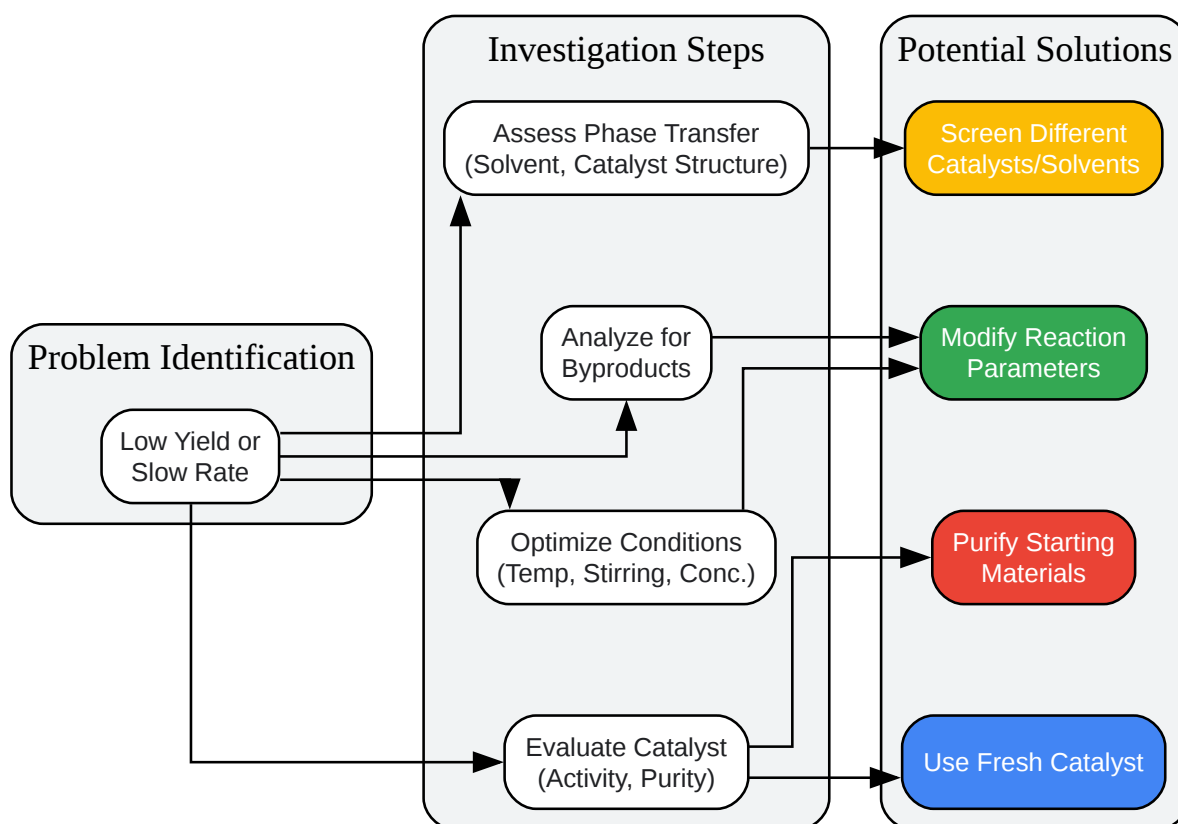 Investigation Steps
Potential Solutions
Assess Phase Transfer
(Solvent, Catalyst Structure)
Screen Different
Catalysts/Solvents
Problem Identification
Analyze for
Byproducts
Modify Reaction
Parameters
Low Yield or
Slow Rate
Optimize Conditions
(Temp, Stirring, Conc.)
Purify Starting
Materials
Evaluate Catalyst
(Activity, Purity)
Use Fresh Catalyst